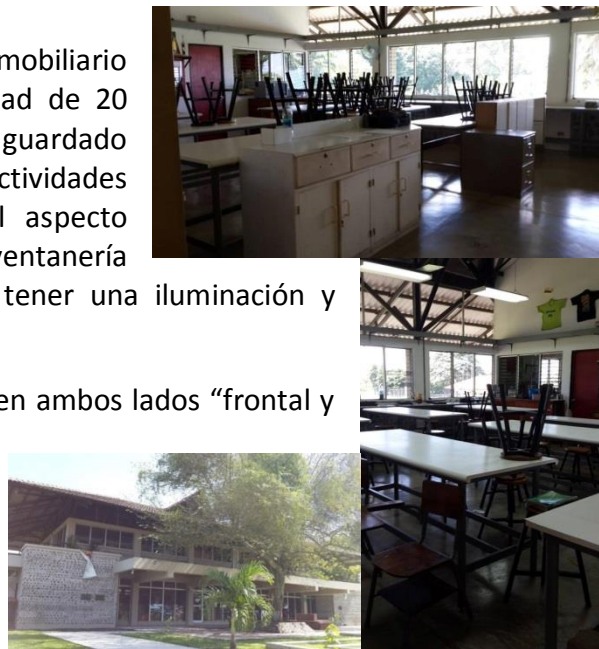 mobiliario
ad de 20
guardado
ctividades
l aspecto
ventanería
tener una iluminación y
en ambos lados “frontal y